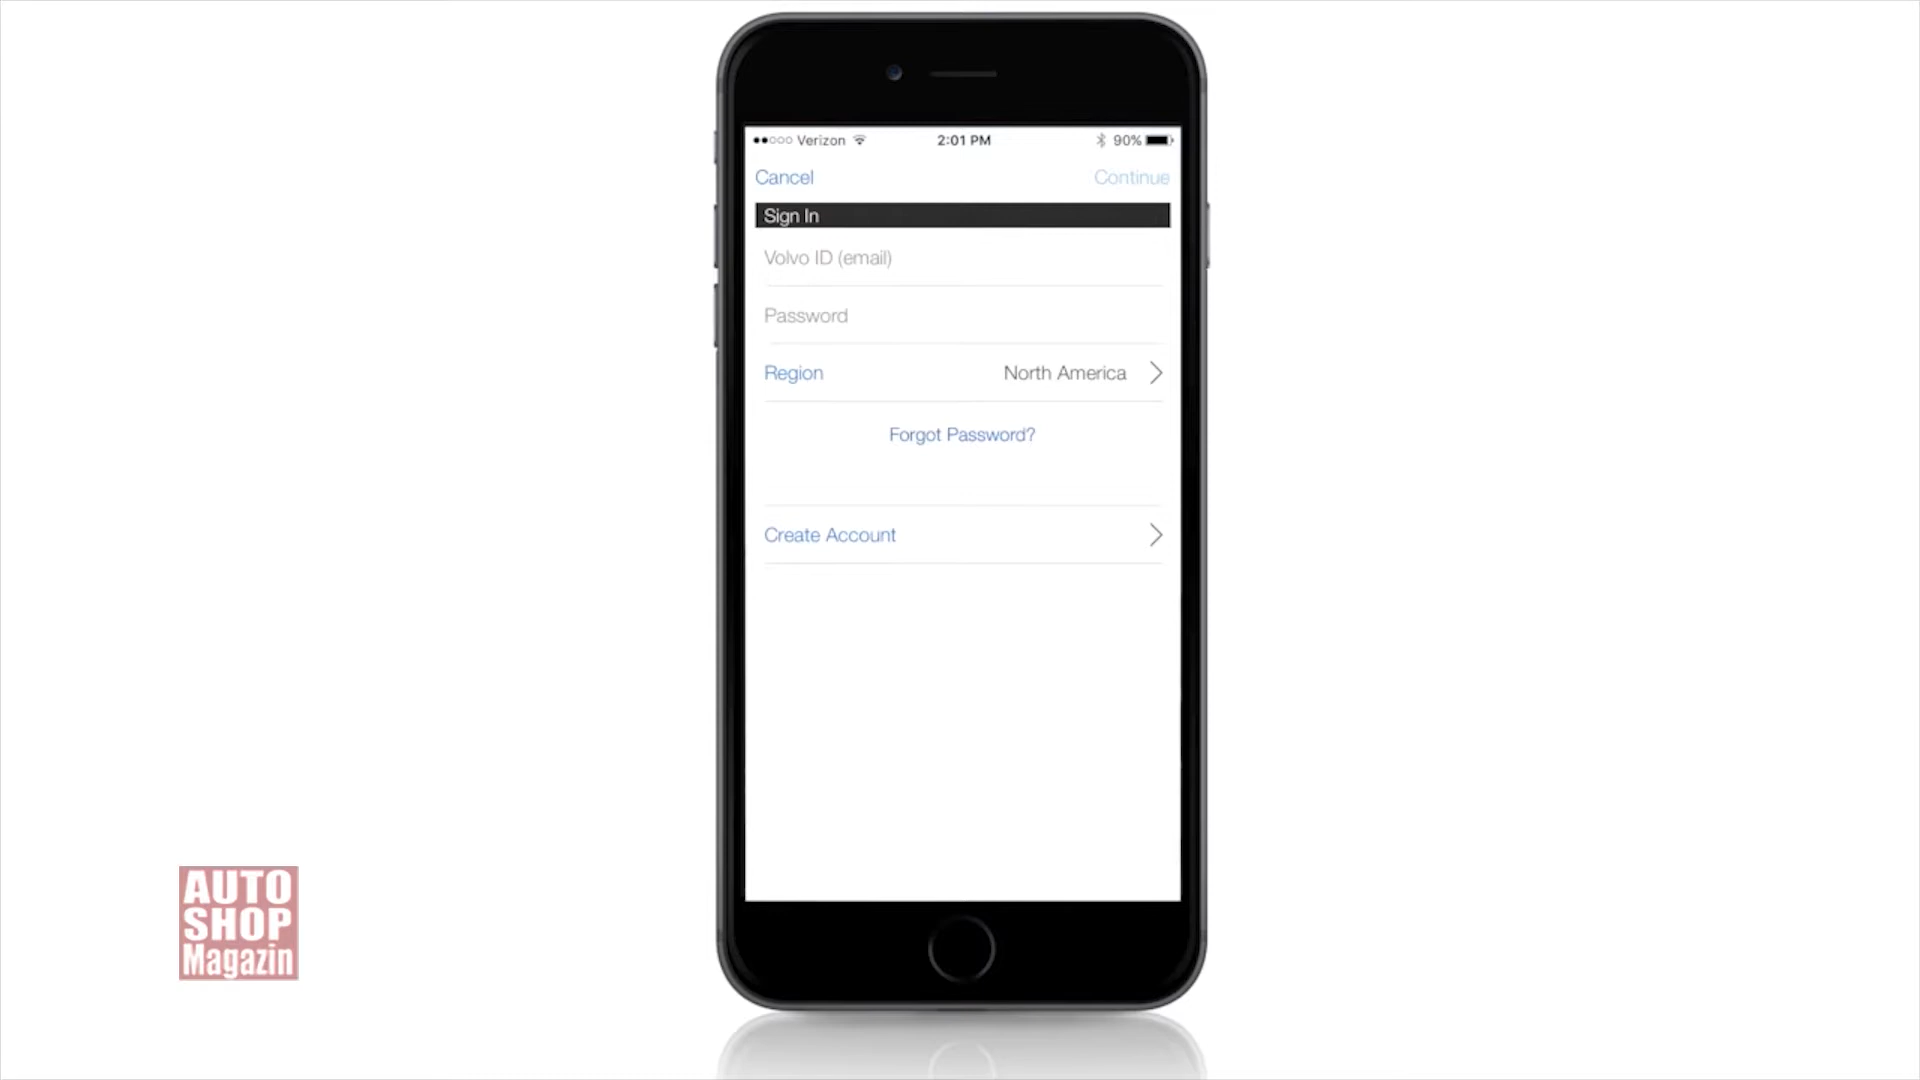 Verizon 2:01 PM 90%
Cancel Continue
Sign In
Volvo ID (email)
Password
Region North America
Forgot Password?
Create Account
AUTO
SHOP
Magazin